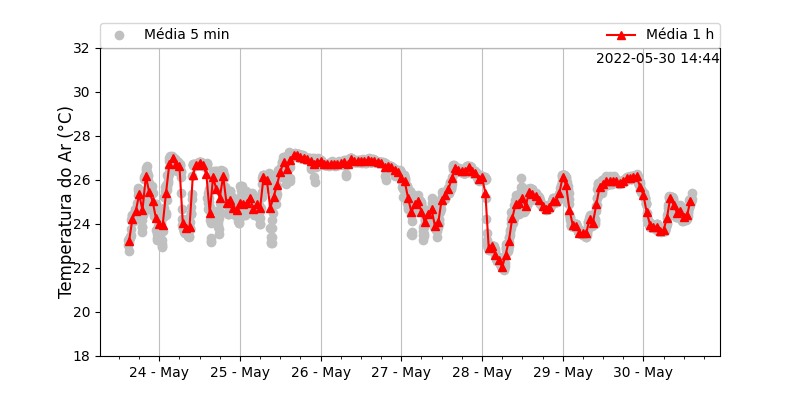 Média 5 min
Média 1 h
2022-05-30 14:44
Temperatura do Ar (°C)
32
30
28
26
24
22
20
18
24 - May
25 - May
26 - May
27 - May
28 - May
29 - May
30 - May